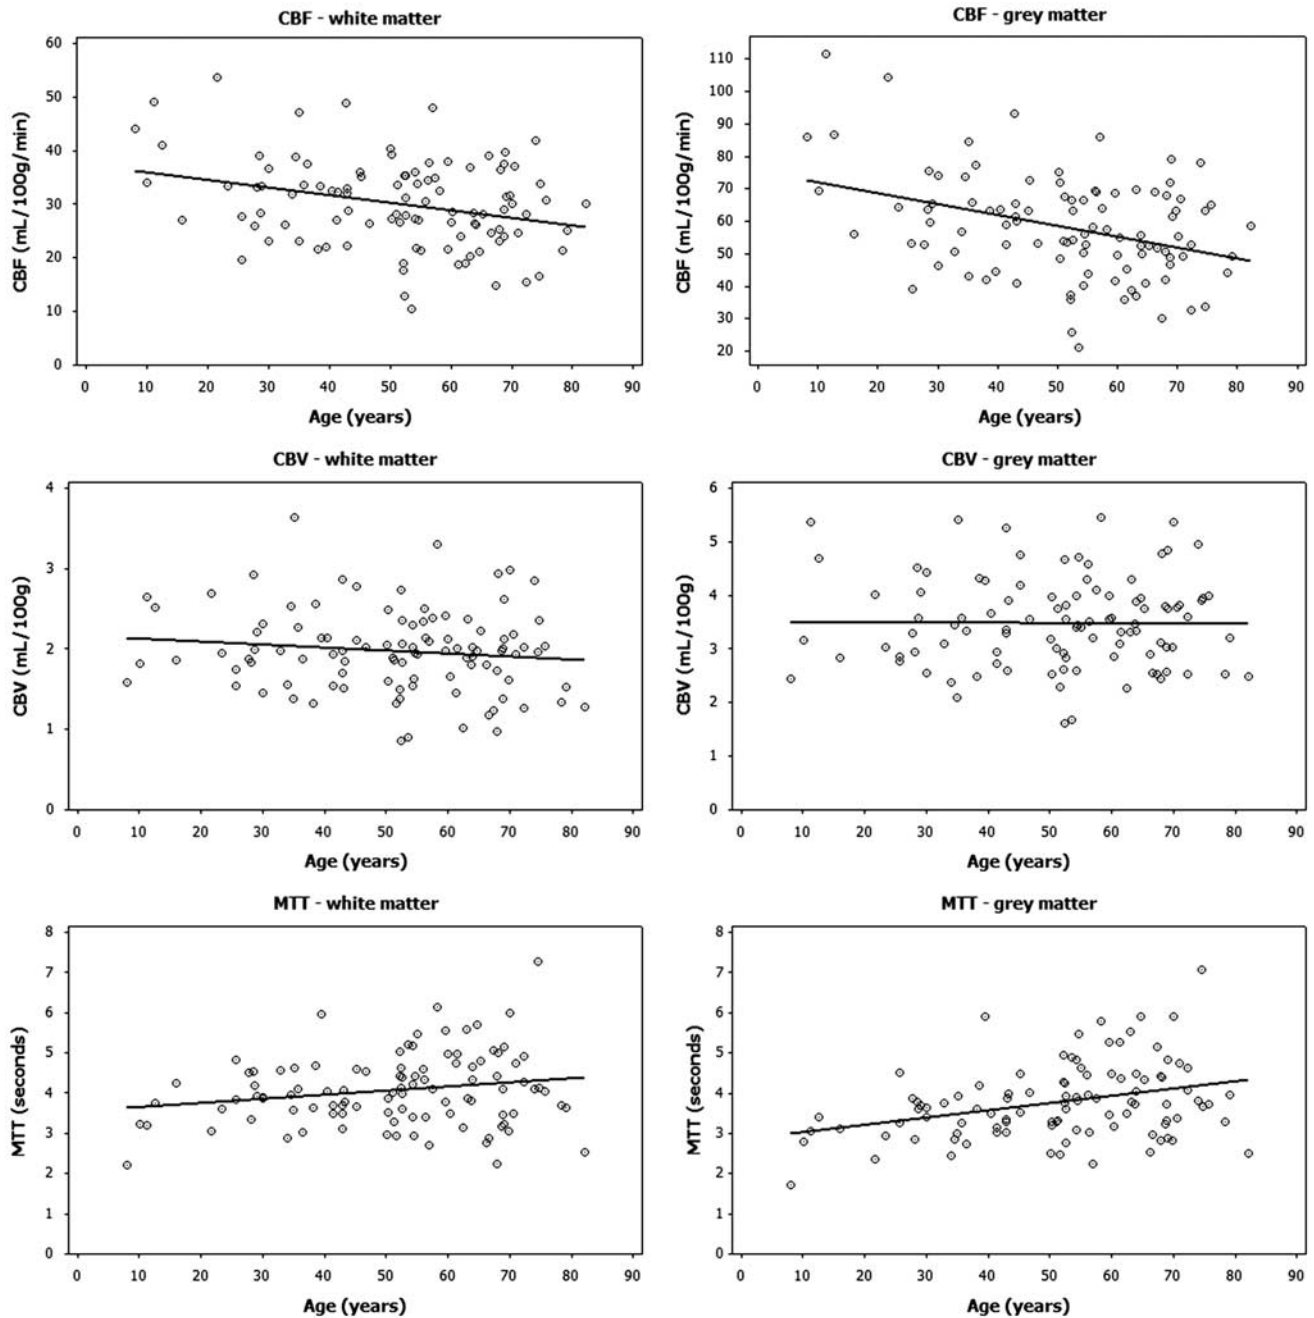 CBF - white matter
CBF (mL/100g/min)
60
50
40
30
20
10
0
0 10 20 30 40 50 60 70 80 90
Age (years)
CBF - grey matter
CBF (mL/100g/min)
110
100
90
80
70
60
50
40
30
20
0 10 20 30 40 50 60 70 80 90
Age (years)
CBV - white matter
CBV (mL/100g)
4
3
2
1
0
0 10 20 30 40 50 60 70 80 90
Age (years)
CBV - grey matter
CBV (mL/100g)
6
5
4
3
2
1
0
0 10 20 30 40 50 60 70 80 90
Age (years)
MTT - white matter
MTT (seconds)
8
7
6
5
4
3
2
1
0
0 10 20 30 40 50 60 70 80 90
Age (years)
MTT - grey matter
MTT (seconds)
8
7
6
5
4
3
2
1
0
0 10 20 30 40 50 60 70 80 90
Age (years)